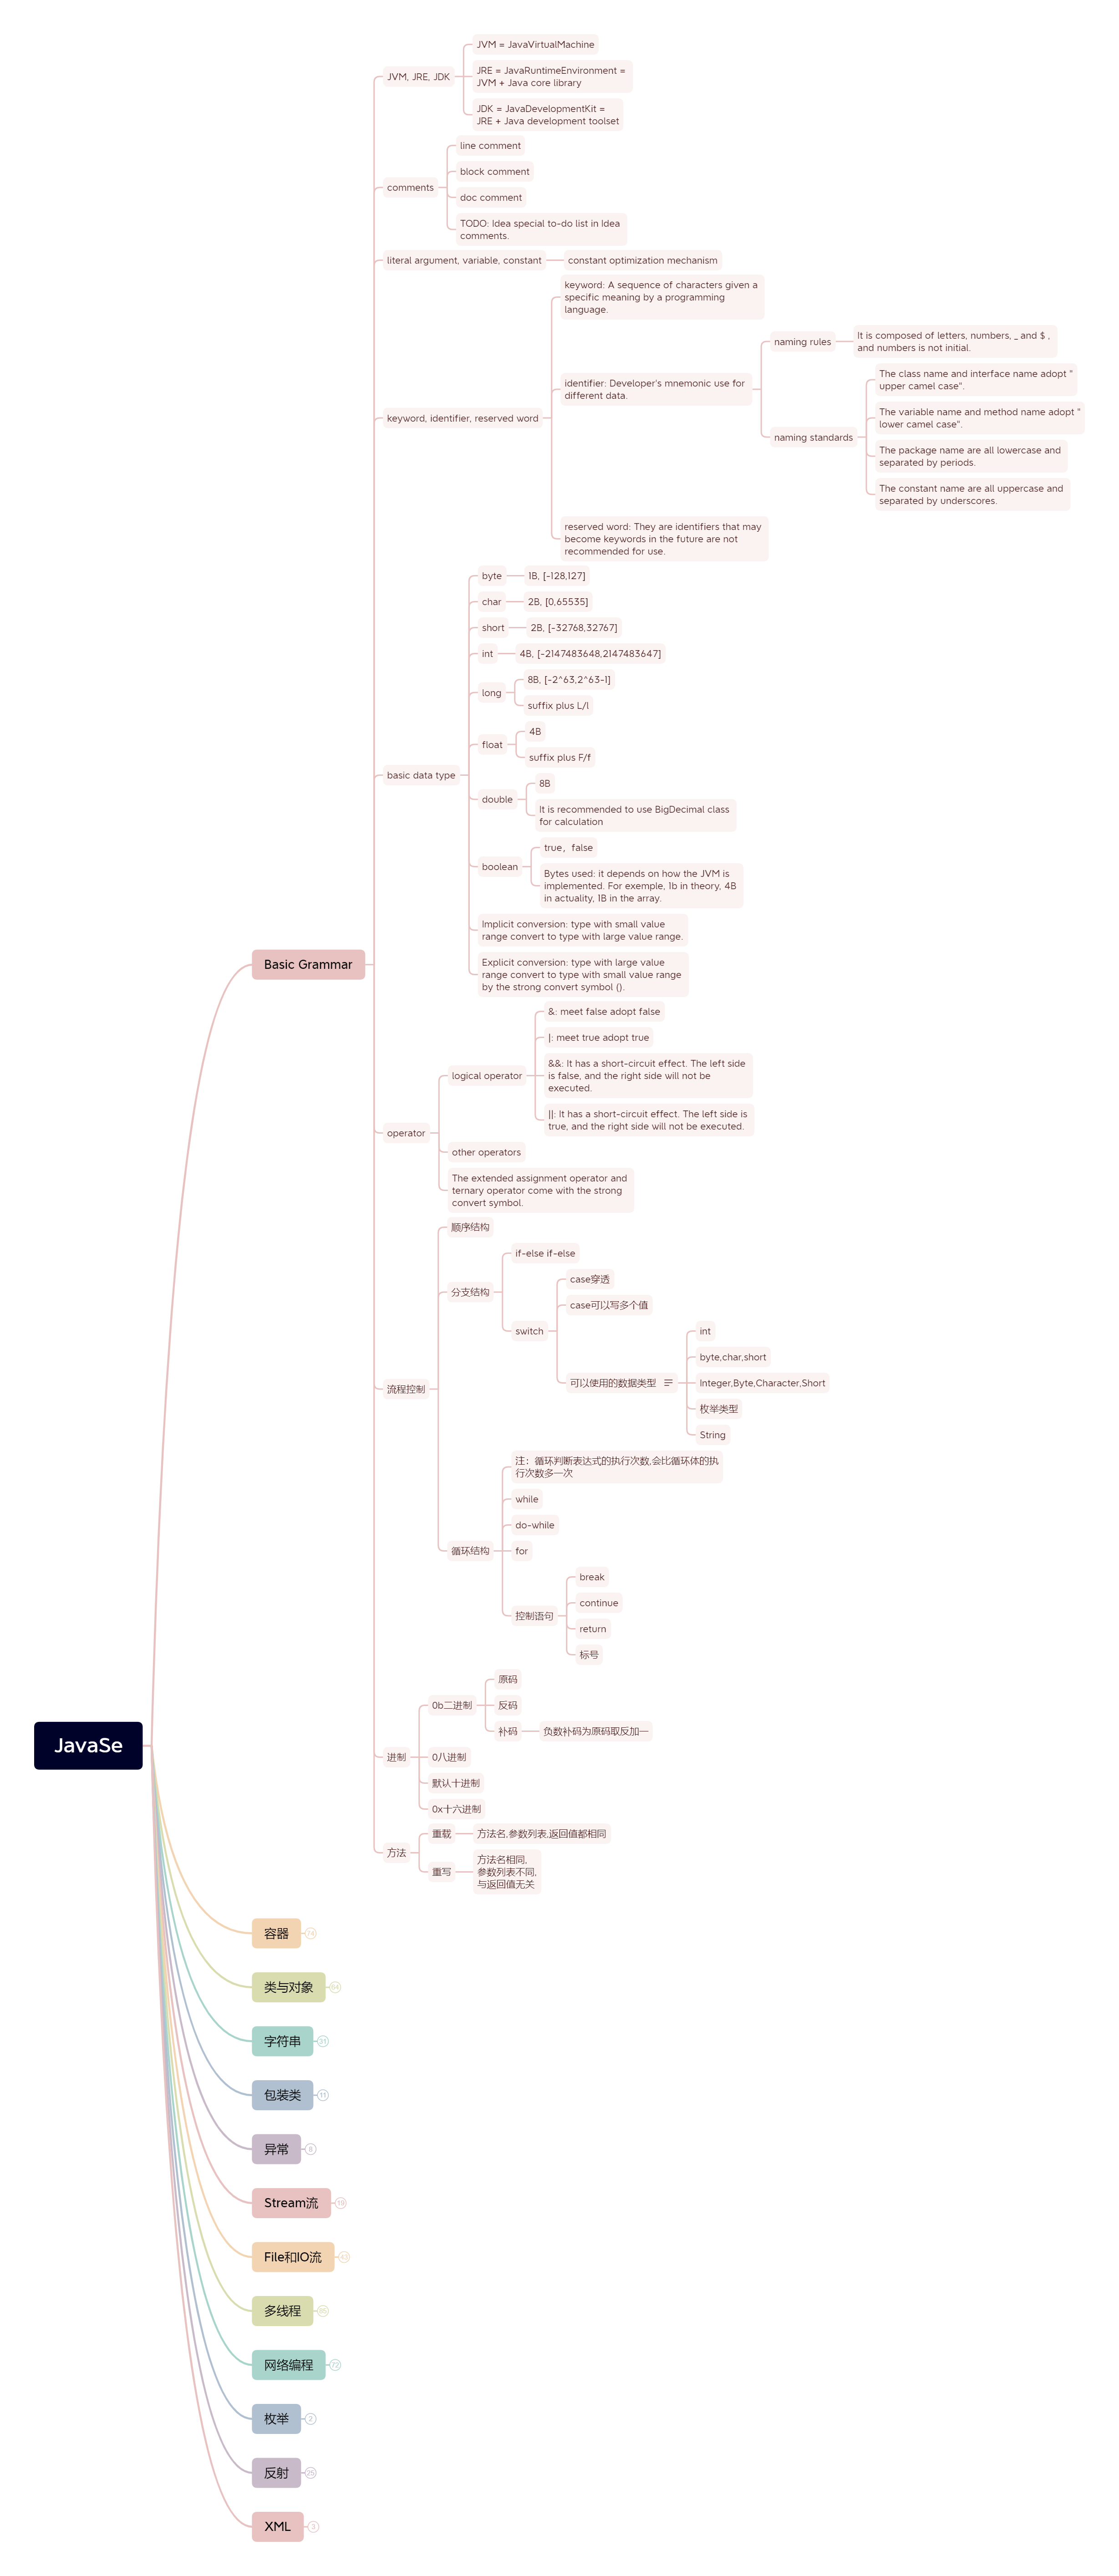 JVM, JRE, JDK
JVM = JavaVirtualMachine
JRE = JavaRuntimeEnvironment =
JVM + Java core library
JDK = JavaDevelopmentKit =
JRE + Java development toolset
comments
line comment
block comment
doc comment
TODO: Idea special to-do list in Idea
comments.
literal argument, variable, constant
constant optimization mechanism
keyword, identifier, reserved word
keyword: A sequence of characters given a
specific meaning by a programming
language.
identifier: Developer's mnemonic use for
different data.
naming rules
It is composed of letters, numbers, _ and $ ,
and numbers is not initial.
naming standards
The class name and interface name adopt "
upper camel case".
The variable name and method name adopt "
lower camel case".
The package name are all lowercase and
separated by periods.
The constant name are all uppercase and
separated by underscores.
reserved word: They are identifiers that may
become keywords in the future are not
recommended for use.
basic data type
byte
1B, [-128,127]
char
2B, [0,65535]
short
2B, [-32768,32767]
int
4B, [-2147483648,2147483647]
long
8B, [-2^63,2^63-1]
suffix plus L/l
float
4B
suffix plus F/f
double
8B
It is recommended to use BigDecimal class
for calculation
boolean
true，false
Bytes used: it depends on how the JVM is
implemented. For exemple, 1b in theory, 4B
in actuality, 1B in the array.
Implicit conversion: type with small value
range convert to type with large value range.
Explicit conversion: type with large value
range convert to type with small value range
by the strong convert symbol ().
Basic Grammar
operator
logical operator
&: meet false adopt false
|: meet true adopt true
&&: It has a short-circuit effect. The left side
is false, and the right side will not be
executed.
||: It has a short-circuit effect. The left side is
true, and the right side will not be executed.
other operators
The extended assignment operator and
ternary operator come with the strong
convert symbol.
流程控制
顺序结构
分支结构
if-else if-else
switch
case穿透
case可以写多个值
可以使用的数据类型
int
byte,char,short
Integer,Byte,Character,Short
枚举类型
String
循环结构
注：循环判断表达式的执行次数,会比循环体的执
行次数多一次
while
do-while
for
控制语句
break
continue
return
标号
进制
0b二进制
原码
反码
补码
负数补码为原码取反加一
0八进制
默认十进制
0x十六进制
方法
重载
方法名,参数列表,返回值都相同
重写
方法名相同,
参数列表不同,
与返回值无关
JavaSe
容器
74
类与对象
字符串
31
包装类
11
异常
8
Stream流
19
File和IO流
多线程
网络编程
72
枚举
2
反射
25
XML
3